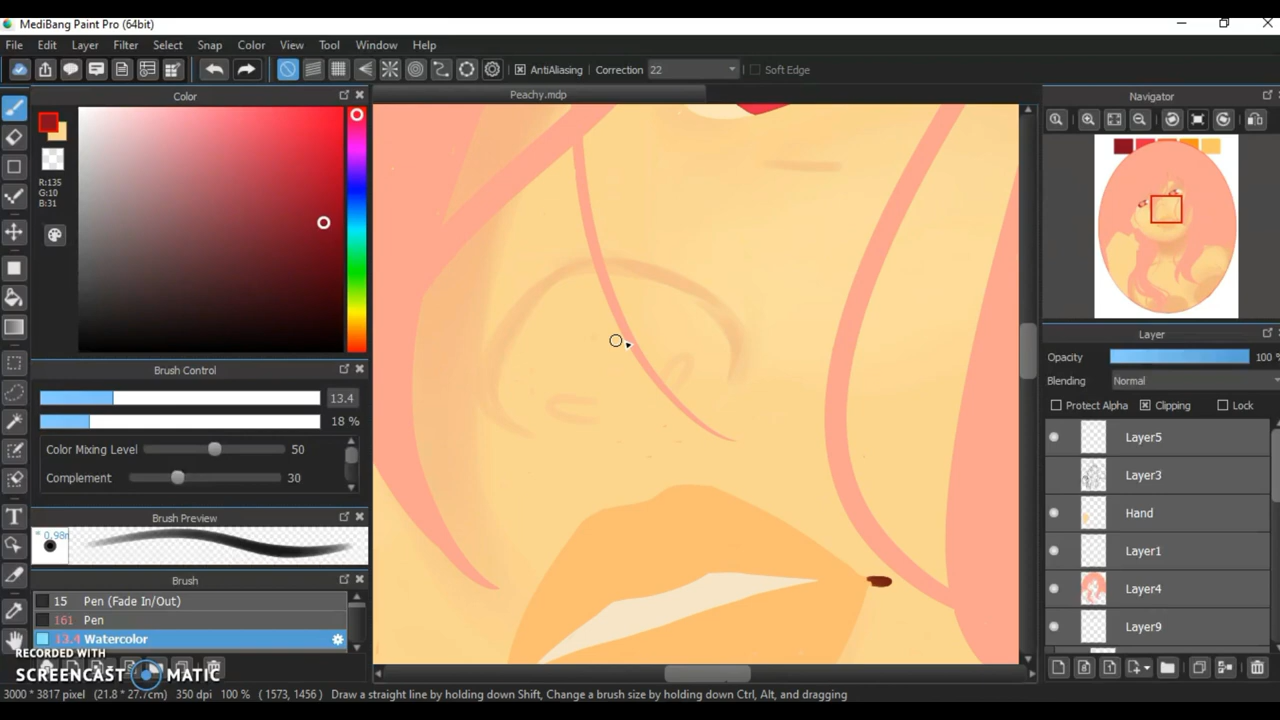 MediBang Paint Pro (64bit)
File Edit Layer Filter Select Snap Color View Tool Window Help
AntiAliasing Correction 22 Soft Edge
Color
Peachy.mdp
Navigator
R:135
G:10
B:31
Layer
Opacity 100 %
Blending Normal
Protect Alpha Clipping Lock
Brush Control
13.4
18 %
Color Mixing Level 50
Complement 30
Layer5
Layer3
Hand
Layer1
Layer4
Layer9
Brush Preview
Brush
15 Pen (Fade In/Out)
161 Pen
13.4 Watercolor
RECORDED WITH
SCREENCAST MATIC
3000 * 3817 pixel (21.8 * 27.7cm) 350 dpi 100 % ( 1573, 1456 ) Draw a straight line by holding down Shift, Change a brush size by holding down Ctrl, Alt, and dragging